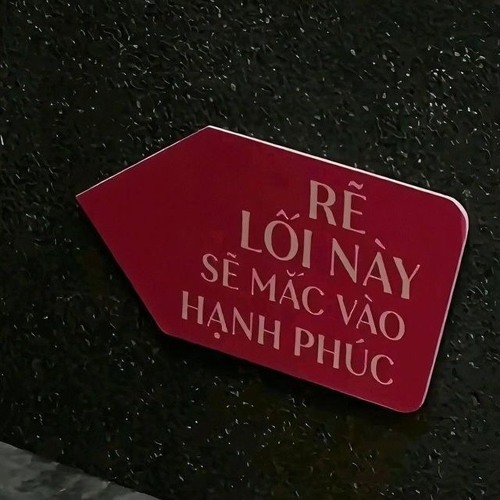 RẼ
LỐI NÀY
SẼ MẮC VÀO
HẠNH PHÚC